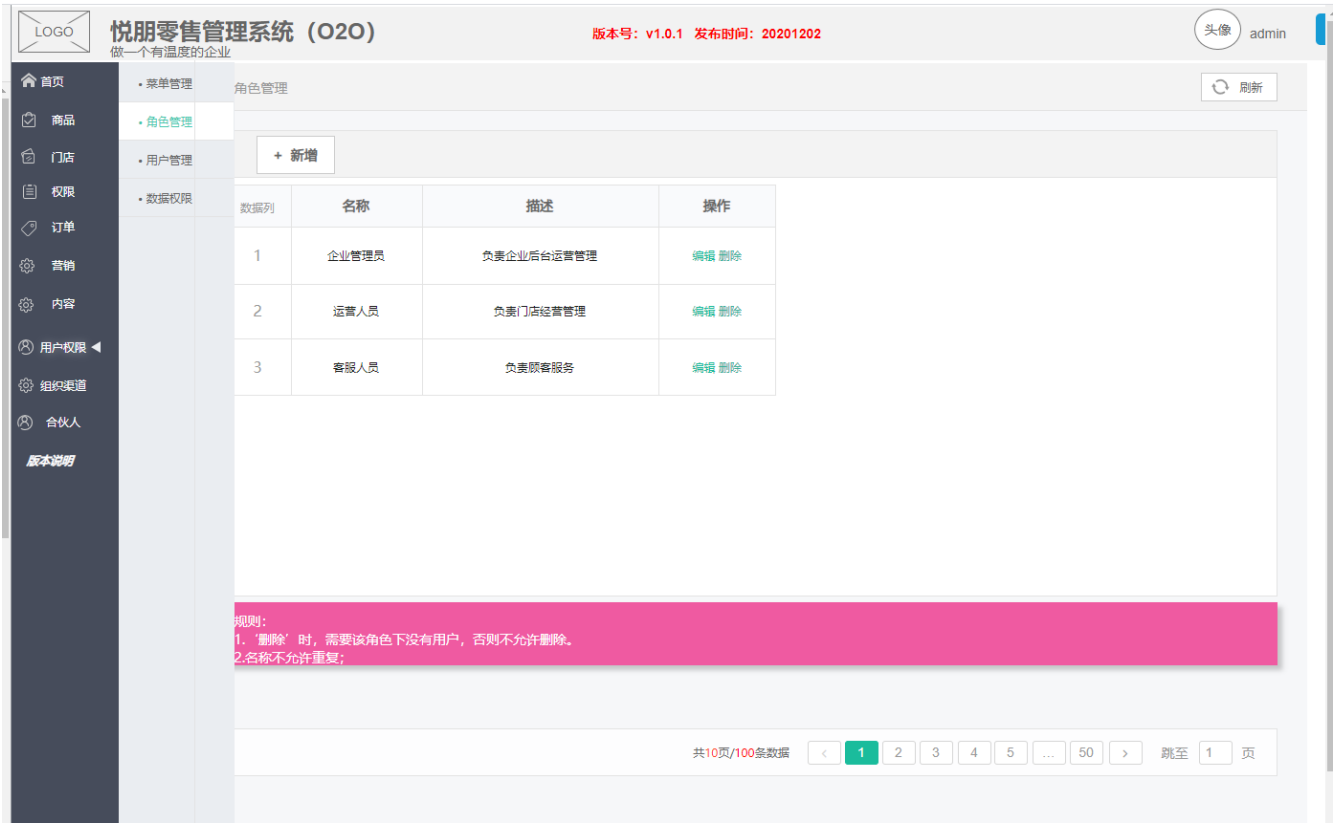 LOGO
悦朋零售管理系统（O2O）
做一个有温度的企业
版本号：v1.0.1 发布时间：20201202
头像
admin
首页
商品
门店
权限
订单
营销
内容
用户权限
组织渠道
合伙人
版本说明
• 菜单管理
• 角色管理
• 用户管理
• 数据权限
角色管理
刷新
+ 新增
数据列 名称 描述 操作
1 企业管理员 负责企业后台运营管理 编辑 删除
2 运营人员 负责门店经营管理 编辑 删除
3 客服人员 负责顾客服务 编辑 删除
规则：
1.‘删除’时，需要该角色下没有用户，否则不允许删除。
2.名称不允许重复；
共10页/100条数据 < 1 2 3 4 5 ... 50 > 跳至 1 页